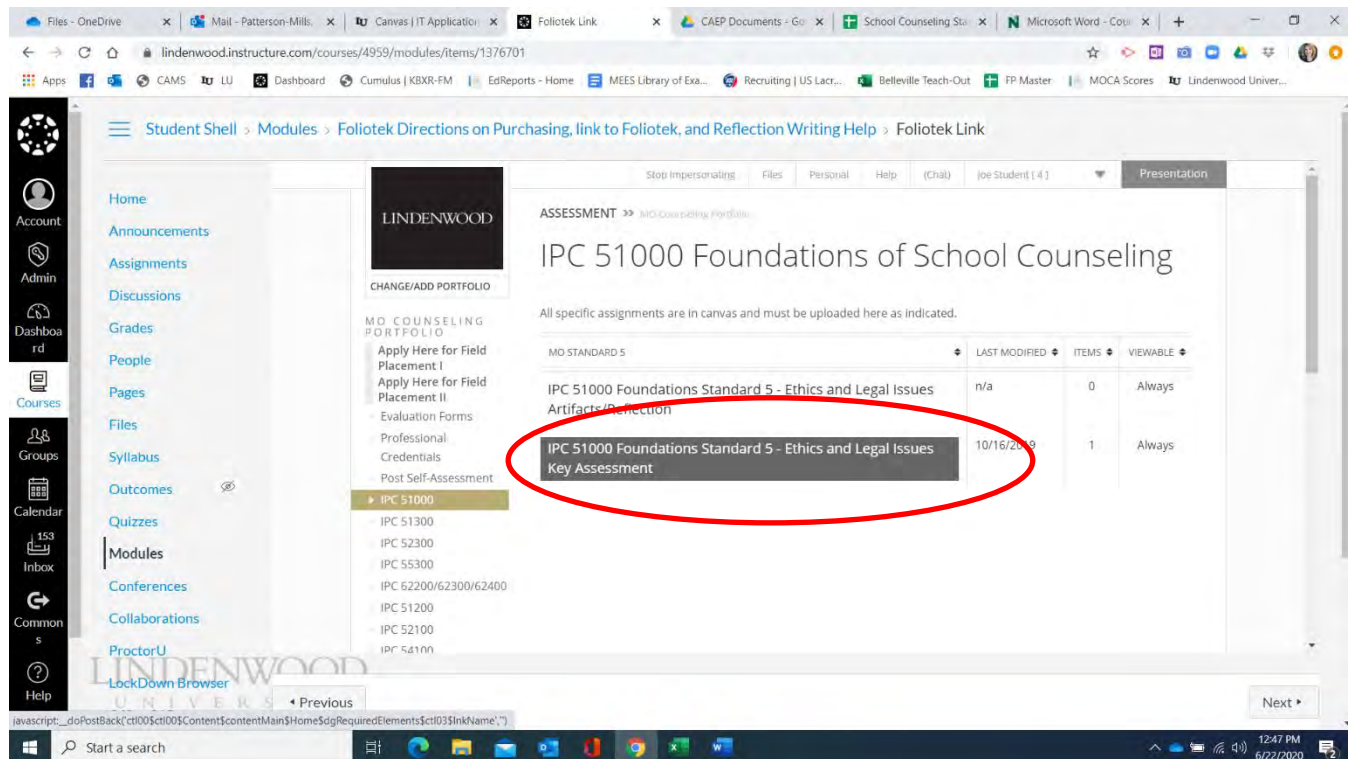 Files - OneDrive
Mail - Patterson-Mills,
Canvas | IT Application
Foliotek Link
CAEP Documents - Go
School Counseling Sta
Microsoft Word - Cou
lindenwood.instructure.com/courses/4959/modules/items/1376701
Apps
CAMS
LU
Dashboard
Cumulus | KBXR-FM
EdReports - Home
MEES Library of Exa...
Recruiting | US Lacr...
Belleville Teach-Out
FP Master
MOCA Scores
Lindenwood Univer...
Student Shell > Modules > Foliotek Directions on Purchasing, link to Foliotek, and Reflection Writing Help > Foliotek Link
Account
Admin
Dashboa
rd
Courses
Groups
Calendar
153
Inbox
Common
s
Help
Home
Announcements
Assignments
Discussions
Grades
People
Pages
Files
Syllabus
Outcomes
Quizzes
Modules
Conferences
Collaborations
ProctorU
LockDown Browser
LINDENWOOD
CHANGE/ADD PORTFOLIO
MO COUNSELING
PORTFOLIO
Apply Here for Field
Placement I
Apply Here for Field
Placement II
Evaluation Forms
Professional
Credentials
Post Self-Assessment
IPC 51000
IPC 51300
IPC 52300
IPC 55300
IPC 62200/62300/62400
IPC 51200
IPC 52100
IPC 54100
Stop Impersonating
Files
Personal
Help
(Chat)
Joe Student ( 4 )
Presentation
ASSESSMENT >> MO Counseling Portfolio
IPC 51000 Foundations of School Counseling
All specific assignments are in canvas and must be uploaded here as indicated.
MO STANDARD 5
LAST MODIFIED
ITEMS
VIEWABLE
IPC 51000 Foundations Standard 5 - Ethics and Legal Issues
Artifacts/Reflection
n/a
0
Always
IPC 51000 Foundations Standard 5 - Ethics and Legal Issues
Key Assessment
10/16/2019
1
Always
LINDENWOOD
UNIVERS
Previous
Next
javascript:__doPostBack('ctl00$ctl00$Content$contentMain$Home$dgRequiredElements$ctl03$lnkName','')
Start a search
12:47 PM
6/22/2020
2